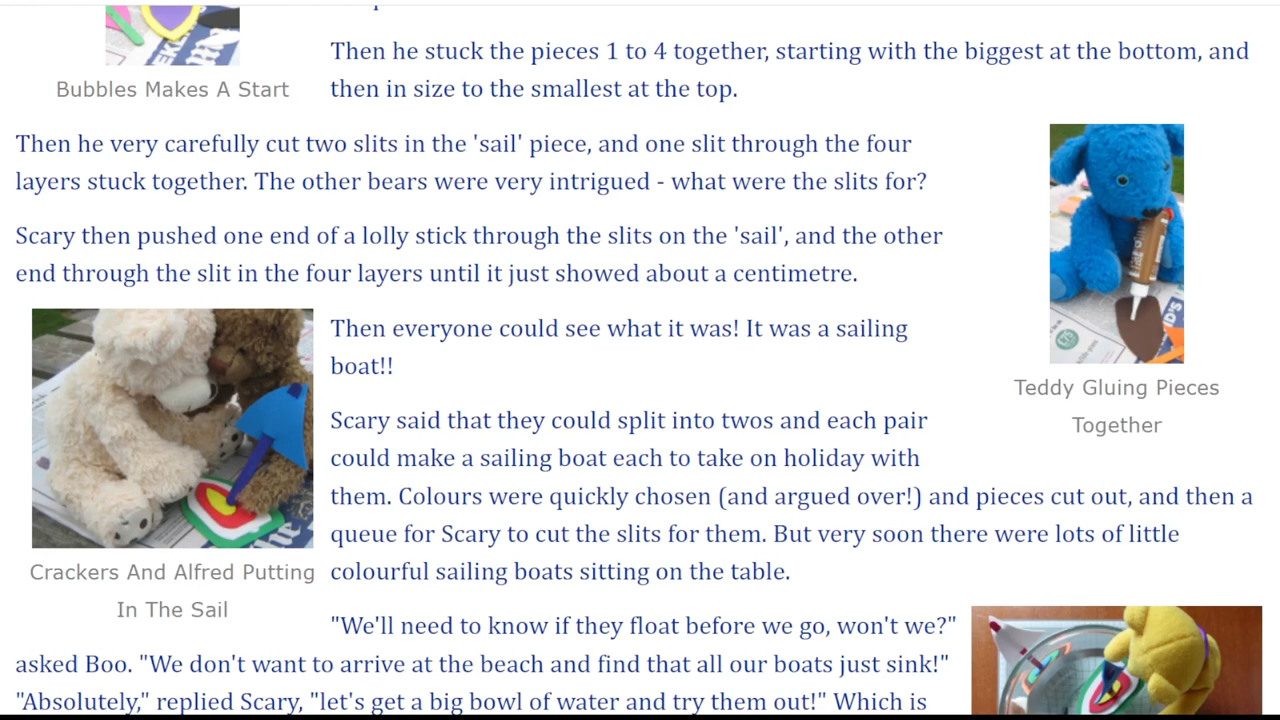 Bubbles Makes A Start
Then he stuck the pieces 1 to 4 together, starting with the biggest at the bottom, and
then in size to the smallest at the top.
Then he very carefully cut two slits in the 'sail' piece, and one slit through the four
layers stuck together. The other bears were very intrigued - what were the slits for?
Scary then pushed one end of a lolly stick through the slits on the 'sail', and the other
end through the slit in the four layers until it just showed about a centimetre.
Teddy Gluing Pieces
Together
Then everyone could see what it was! It was a sailing
boat!!
Scary said that they could split into twos and each pair
could make a sailing boat each to take on holiday with
them. Colours were quickly chosen (and argued over!) and pieces cut out, and then a
queue for Scary to cut the slits for them. But very soon there were lots of little
colourful sailing boats sitting on the table.
Crackers And Alfred Putting
In The Sail
"We'll need to know if they float before we go, won't we?"
asked Boo. "We don't want to arrive at the beach and find that all our boats just sink!"
"Absolutely," replied Scary, "let's get a big bowl of water and try them out!" Which is